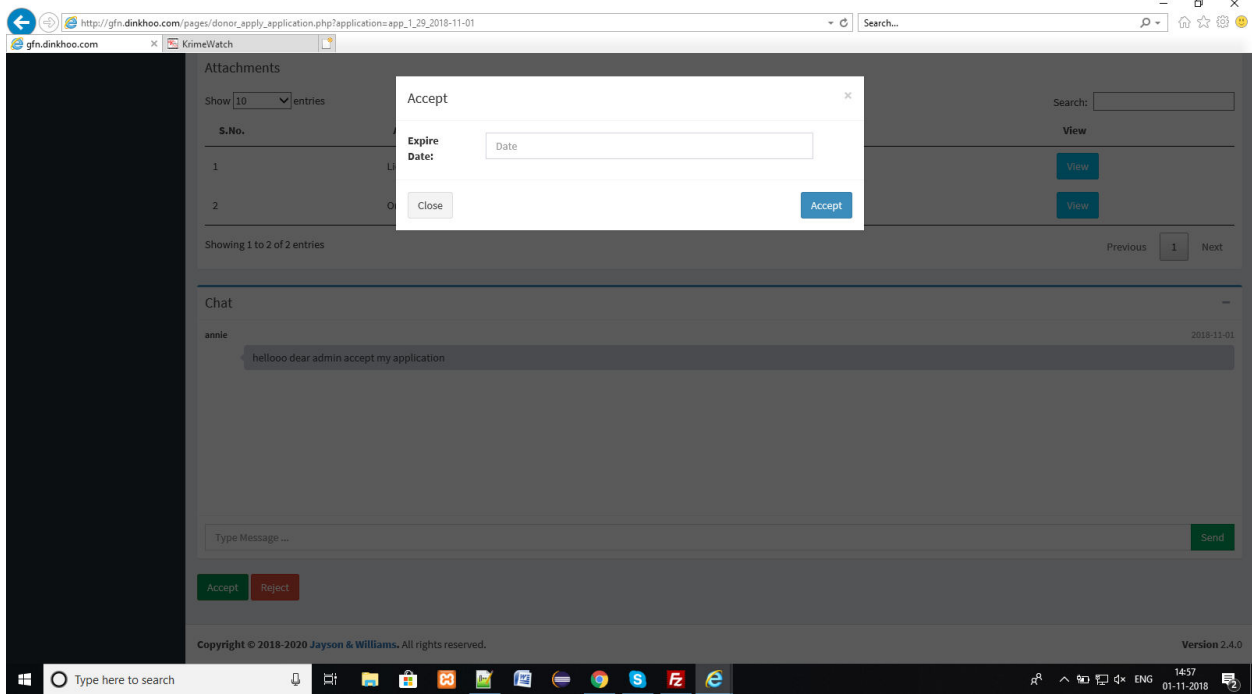 http://gfn.dinkhoo.com/pages/donor_apply_application.php?application=app_1_29_2018-11-01
Search...
gfn.dinkhoo.com
KrimeWatch
Attachments
Show 10 entries
Search:
S.No.
View
1
View
2
View
Showing 1 to 2 of 2 entries
Previous 1 Next
Accept
Expire
Date:
Date
Close
Accept
Chat
annie
2018-11-01
hellooo dear admin accept my application
Type Message ...
Send
Accept
Reject
Copyright © 2018-2020 Jayson & Williams. All rights reserved.
Version 2.4.0
Type here to search
ENG
14:57
01-11-2018
2